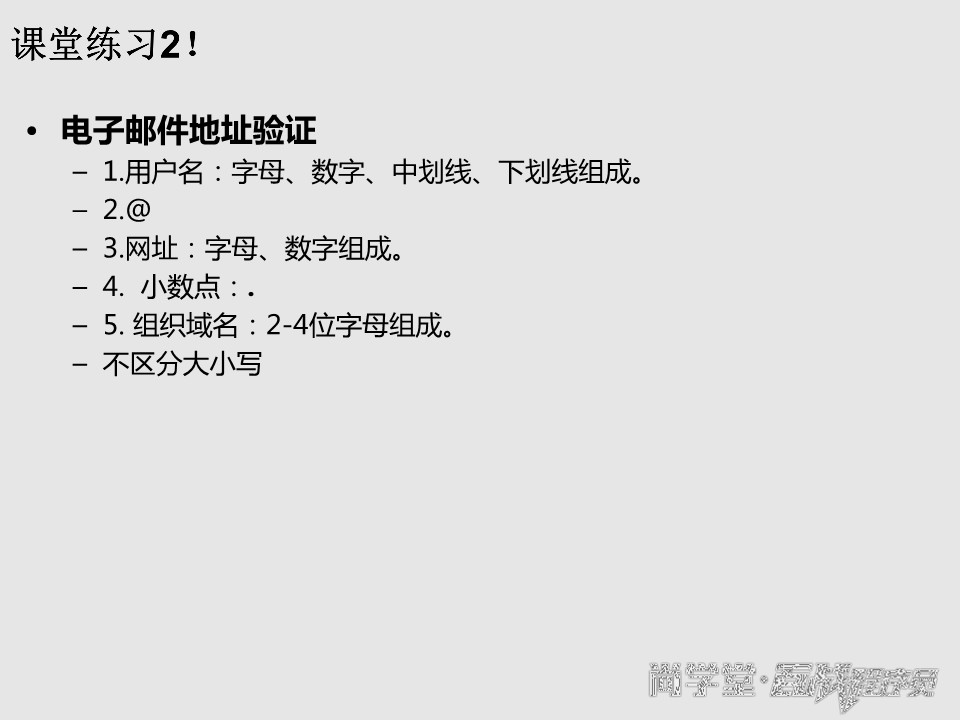 课堂练习2!
• 电子邮件地址验证
– 1.用户名：字母、数字、中划线、下划线组成。
– 2.@
– 3.网址：字母、数字组成。
– 4. 小数点：.
– 5. 组织域名：2-4位字母组成。
– 不区分大小写
尚学堂·